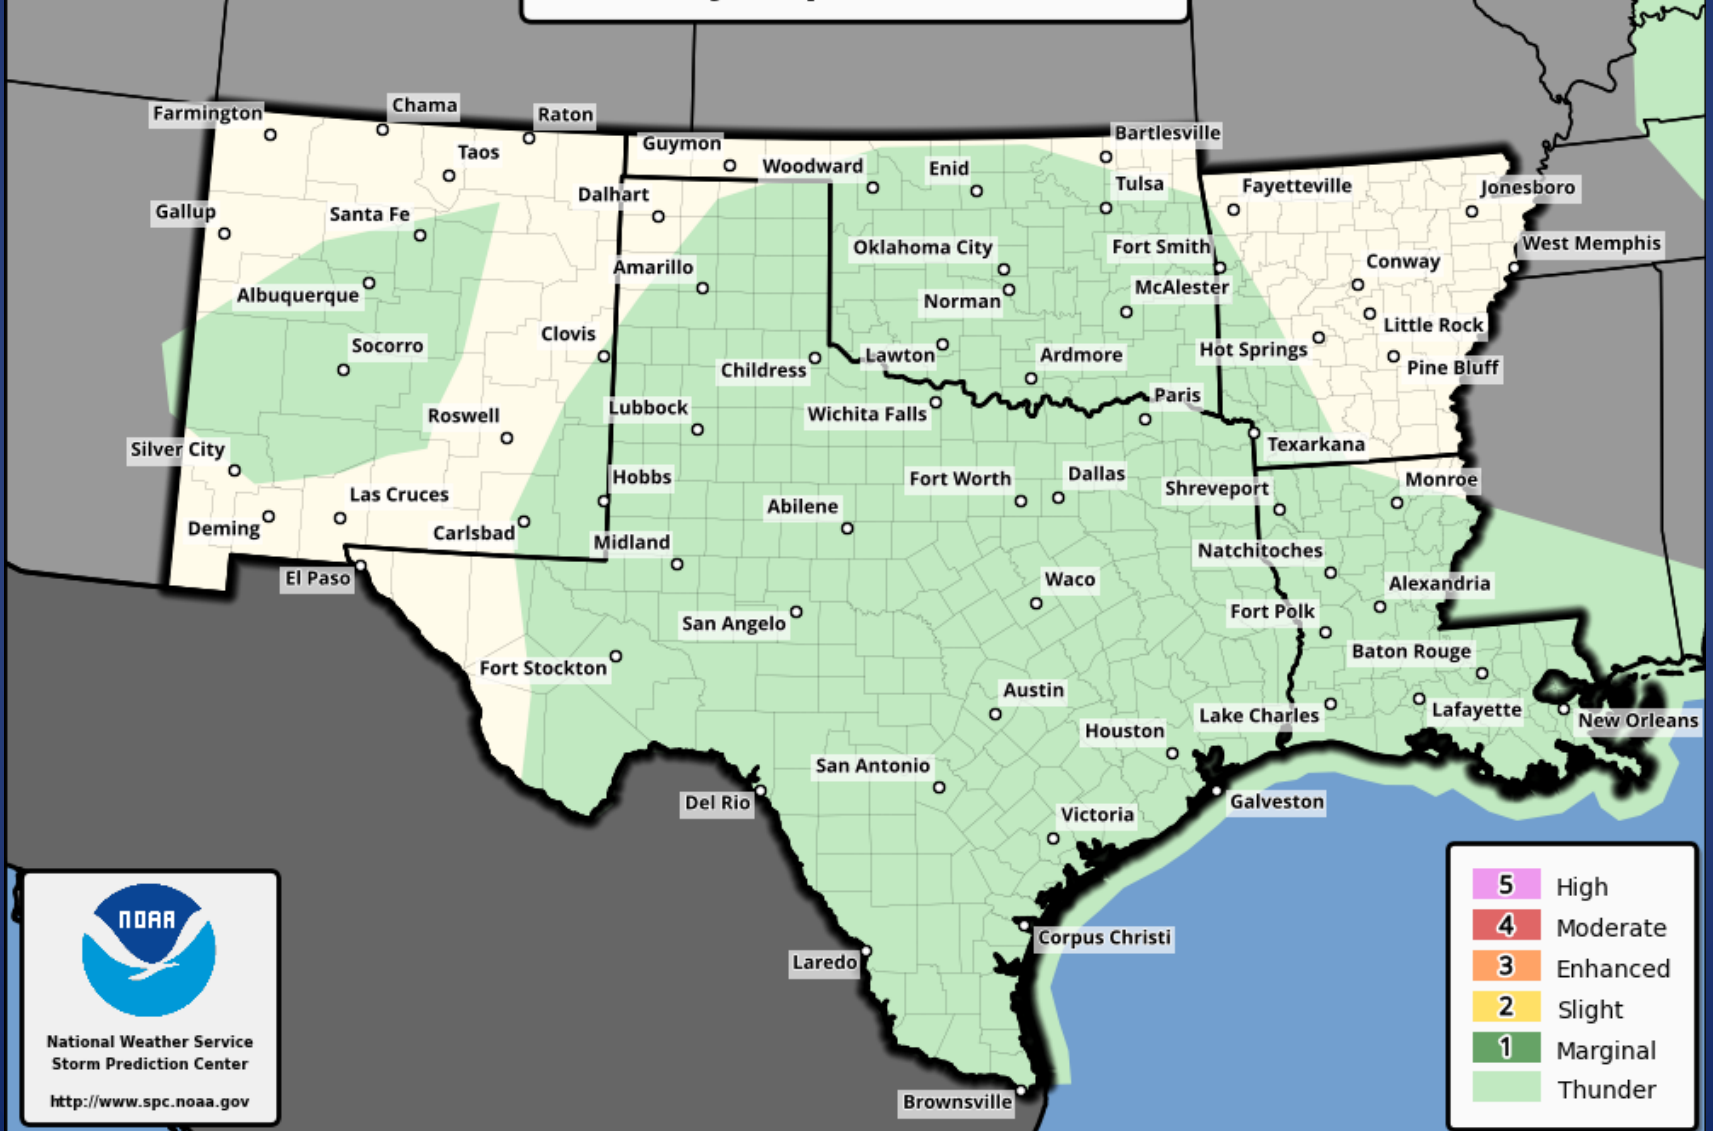 Farmington
Chama
Raton
Taos
Guymon
Woodward
Enid
Bartlesville
Tulsa
Fayetteville
Jonesboro
Gallup
Santa Fe
Dalhart
Oklahoma City
Fort Smith
West Memphis
Conway
Albuquerque
Amarillo
Norman
McAlester
Little Rock
Socorro
Clovis
Childress
Lawton
Ardmore
Hot Springs
Pine Bluff
Roswell
Lubbock
Wichita Falls
Paris
Texarkana
Silver City
Hobbs
Fort Worth
Dallas
Shreveport
Monroe
Las Cruces
Deming
Carlsbad
Abilene
Midland
Natchitoches
El Paso
Waco
Alexandria
San Angelo
Fort Polk
Fort Stockton
Baton Rouge
Austin
Lake Charles
Lafayette
New Orleans
Houston
San Antonio
Del Rio
Galveston
Victoria
Corpus Christi
Laredo
Brownsville
NOAA
National Weather Service
Storm Prediction Center
http://www.spc.noaa.gov
5 High
4 Moderate
3 Enhanced
2 Slight
1 Marginal
Thunder